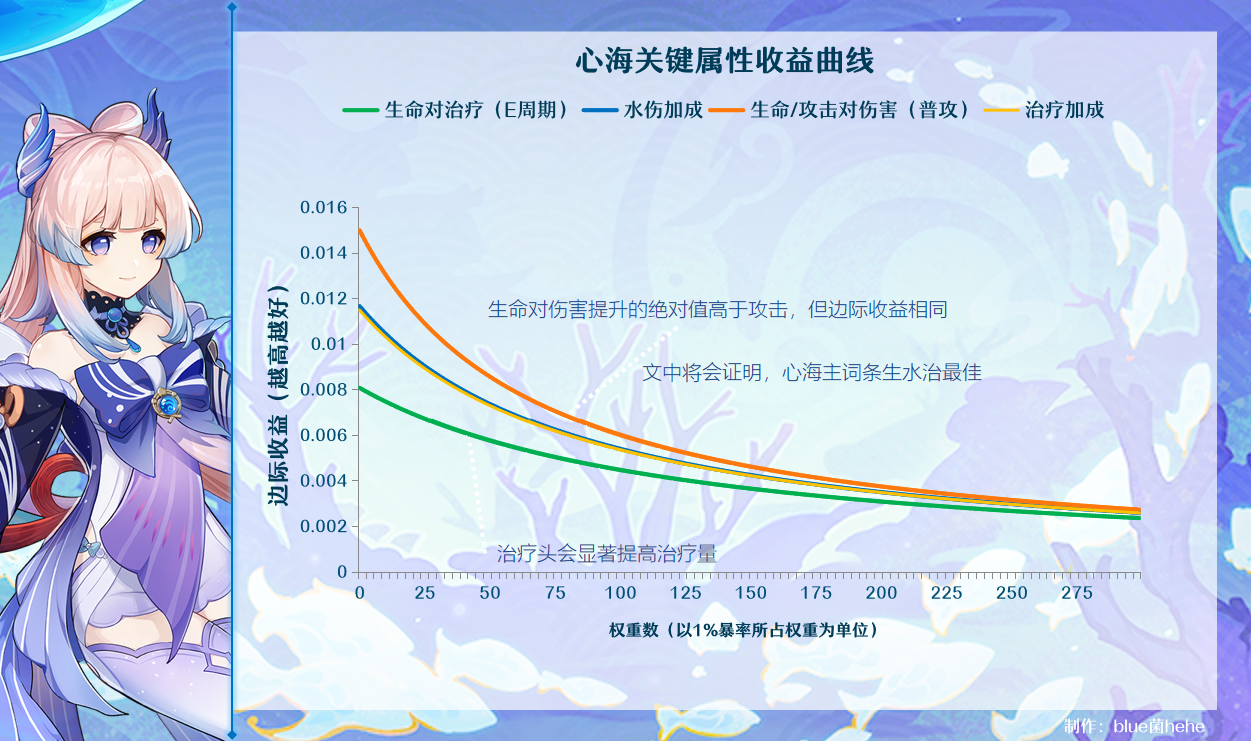 心海关键属性收益曲线
生命对治疗（E周期） 水伤加成 生命/攻击对伤害（普攻） 治疗加成
边际收益（越高越好）
0.016
0.014
0.012
0.01
0.008
0.006
0.004
0.002
0
生命对伤害提升的绝对值高于攻击，但边际收益相同
文中将会证明，心海主词条生水治最佳
治疗头会显著提高治疗量
0 25 50 75 100 125 150 175 200 225 250 275
权重数（以1%暴率所占权重为单位）
制作：blue菌hehe